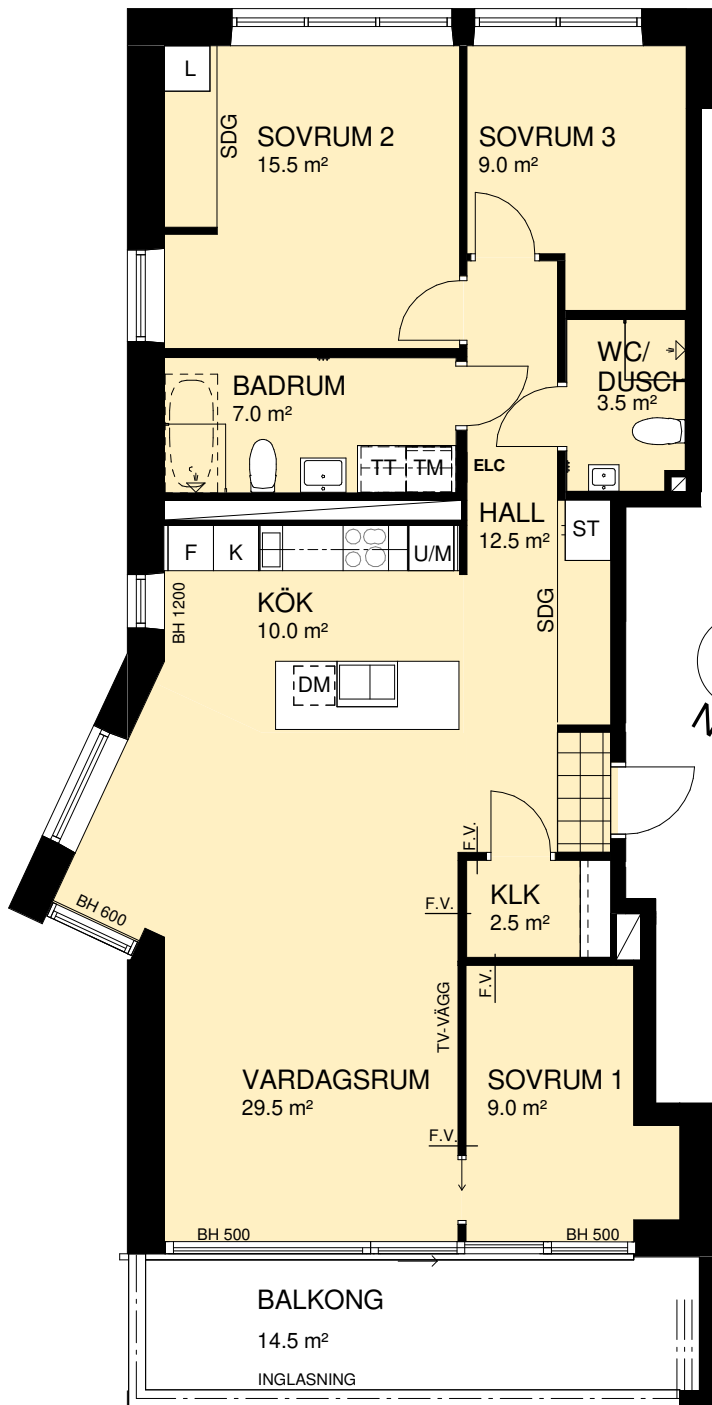 L
SDG
SOVRUM 2
15.5 m²
SOVRUM 3
9.0 m²
BADRUM
7.0 m²
WC/
DUSCH
3.5 m²
TT
TM
ELC
HALL
12.5 m²
ST
F
K
U/M
BH 1200
KÖK
10.0 m²
SDG
DM
BH 600
F.V.
F.V.
KLK
2.5 m²
F.V.
TV-VÄGG
VARDAGSRUM
29.5 m²
SOVRUM 1
9.0 m²
F.V.
BH 500
BH 500
BALKONG
14.5 m²
INGLASNING